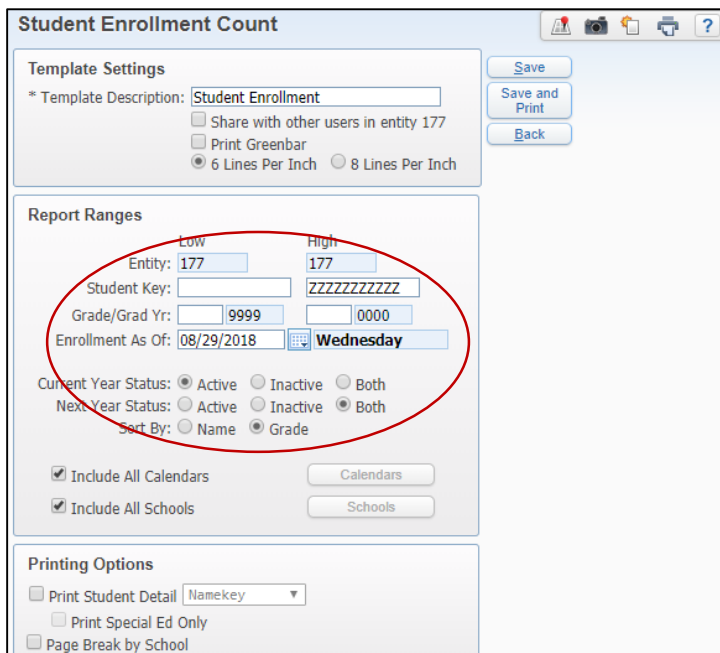 Student Enrollment Count
?
Template Settings
* Template Description: Student Enrollment
Share with other users in entity 177
Print Greenbar
6 Lines Per Inch 8 Lines Per Inch
Save
Save and
Print
Back
Report Ranges
Low High
Entity: 177 177
Student Key: ZZZZZZZZZZZ
Grade/Grad Yr: 9999 0000
Enrollment As Of: 08/29/2018 Wednesday
Current Year Status: Active Inactive Both
Next Year Status: Active Inactive Both
Sort By: Name Grade
Include All Calendars Calendars
Include All Schools Schools
Printing Options
Print Student Detail Namekey
Print Special Ed Only
Page Break by School